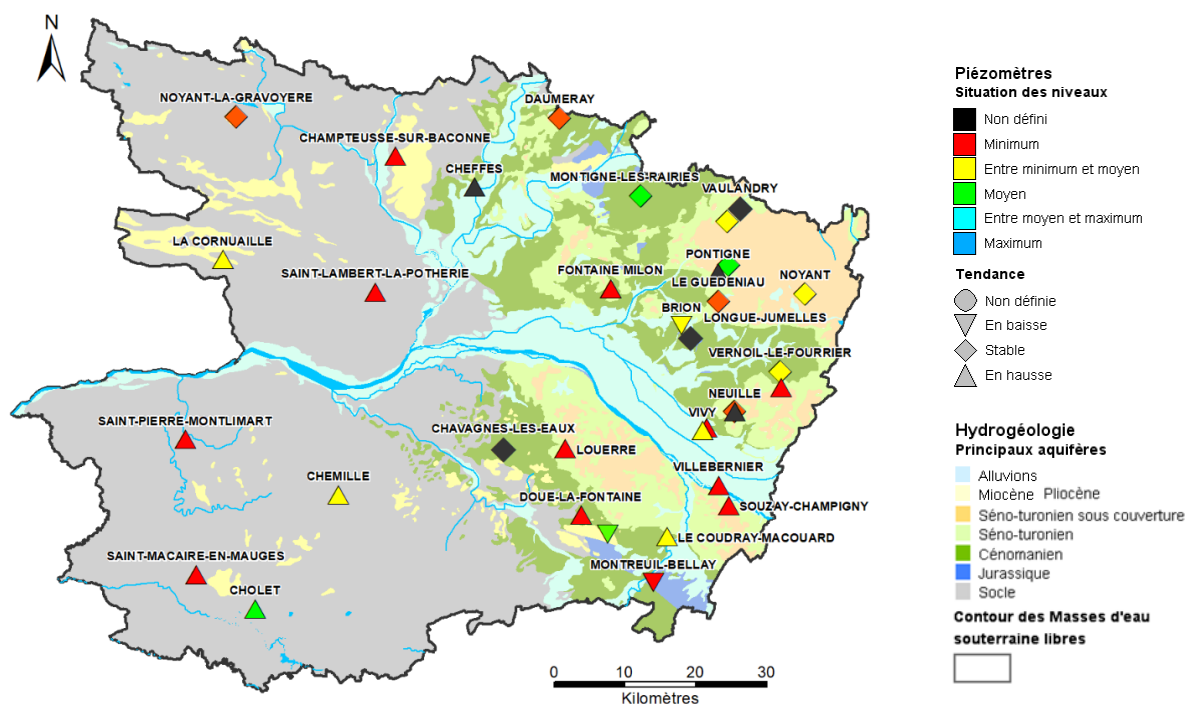 N
NOYANT-LA-GRAVOYERE
DAUMERAY
CHAMPTEUSSE-SUR-BACONNE
CHEFFES
MONTIGNE-LES-RAIRIES
VAULANDRY
LA CORNUAILLE
PONTIGNE
SAINT-LAMBERT-LA-POTHERIE
FONTAINE MILON
LE GUEDENIAU
NOYANT
BRION
LONGUE-JUMELLES
VERNOIL-LE-FOURRIER
NEUILLE
SAINT-PIERRE-MONTLIMART
CHAVAGNES-LES-EAUX
VIVY
LOUERRE
CHEMILLE
VILLEBERNIER
DOUE-LA-FONTAINE
SOUZAY-CHAMPIGNY
LE COUDRAY-MACOUARD
SAINT-MACAIRE-EN-MAUGES
MONTREUIL-BELLAY
CHOLET
0 10 20 30
Kilomètres
Piézomètres
Situation des niveaux
Non défini
Minimum
Entre minimum et moyen
Moyen
Entre moyen et maximum
Maximum
Tendance
Non définie
En baisse
Stable
En hausse
Hydrogéologie
Principaux aquifères
Alluvions
Miocène Pliocène
Séno-turonien sous couverture
Séno-turonien
Cénomanien
Jurassique
Socle
Contour des Masses d'eau
souterraine libres